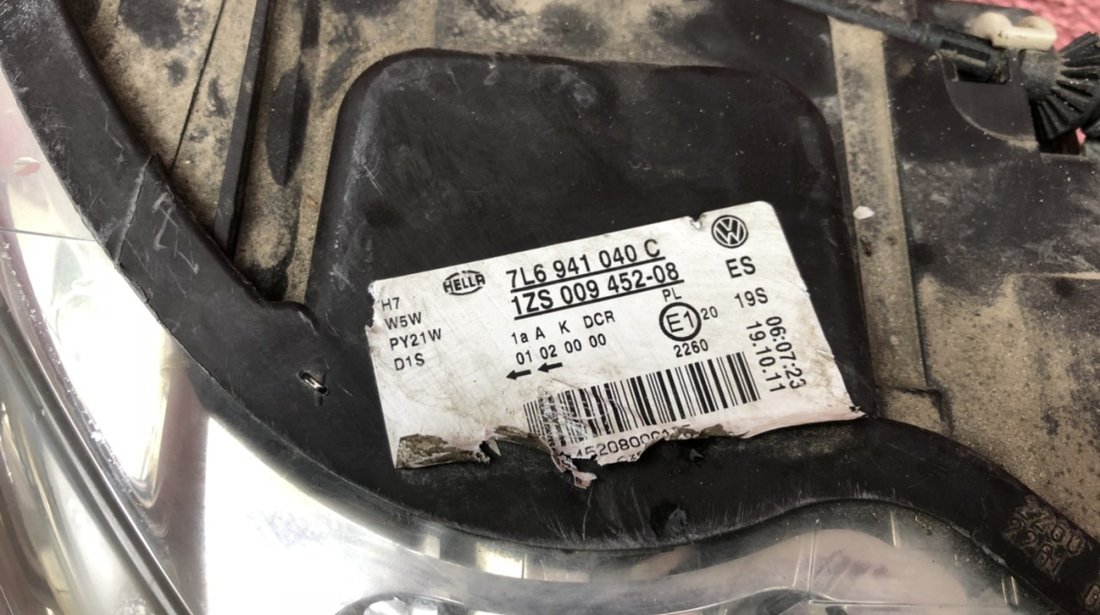 HELLA
7L6 941 040 C
1ZS 009 452-08
VW
ES
H7
W5W
PY21W
D1S
1a A K DCR
01 02 00 00
PL
E1 20
2260
19S
06:07:23
19.10.11